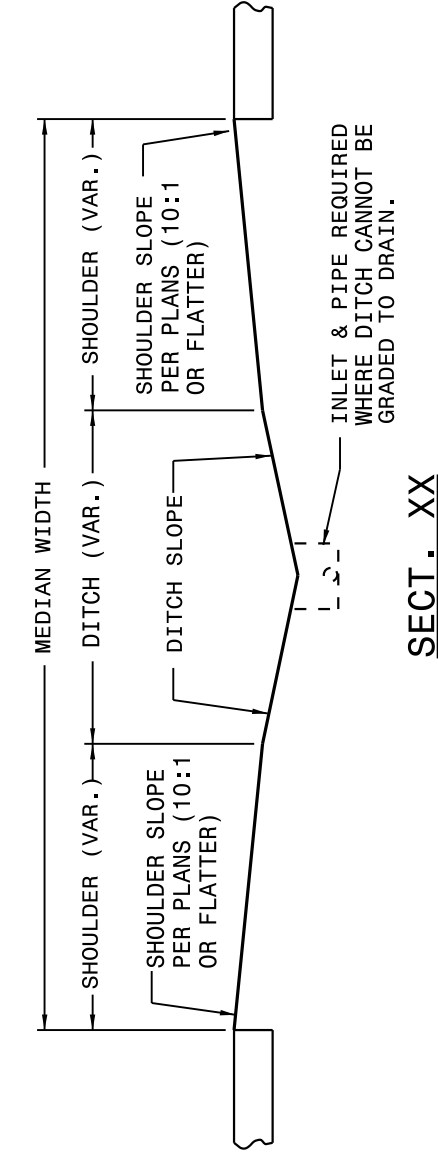 MEDIAN WIDTH
SHOULDER (VAR.)
DITCH (VAR.)
SHOULDER (VAR.)
SHOULDER SLOPE
PER PLANS (10:1
OR FLATTER)
DITCH SLOPE
SHOULDER SLOPE
PER PLANS (10:1
OR FLATTER)
INLET & PIPE REQUIRED
WHERE DITCH CANNOT BE
GRADED TO DRAIN.
SECT. XX